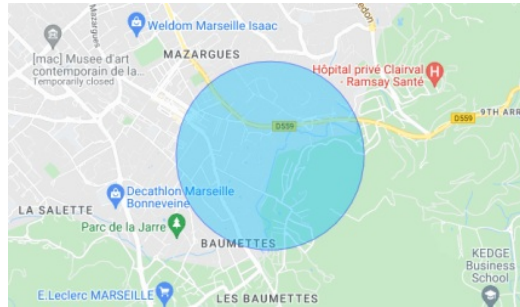 Weldom Marseille Isaac
MAZARGUES
[mac] Musee d'art
contemporain de la...
Temporarily closed
Hôpital privé Clairval
- Ramsay Santé
D559
D559
9TH ARR
Decathlon Marseille
Bonneveine
LA SALETTE
Parc de la Jarre
BAUMETTES
KEDGE
Business
School
E.Leclerc MARSEILLE
LES BAUMETTES